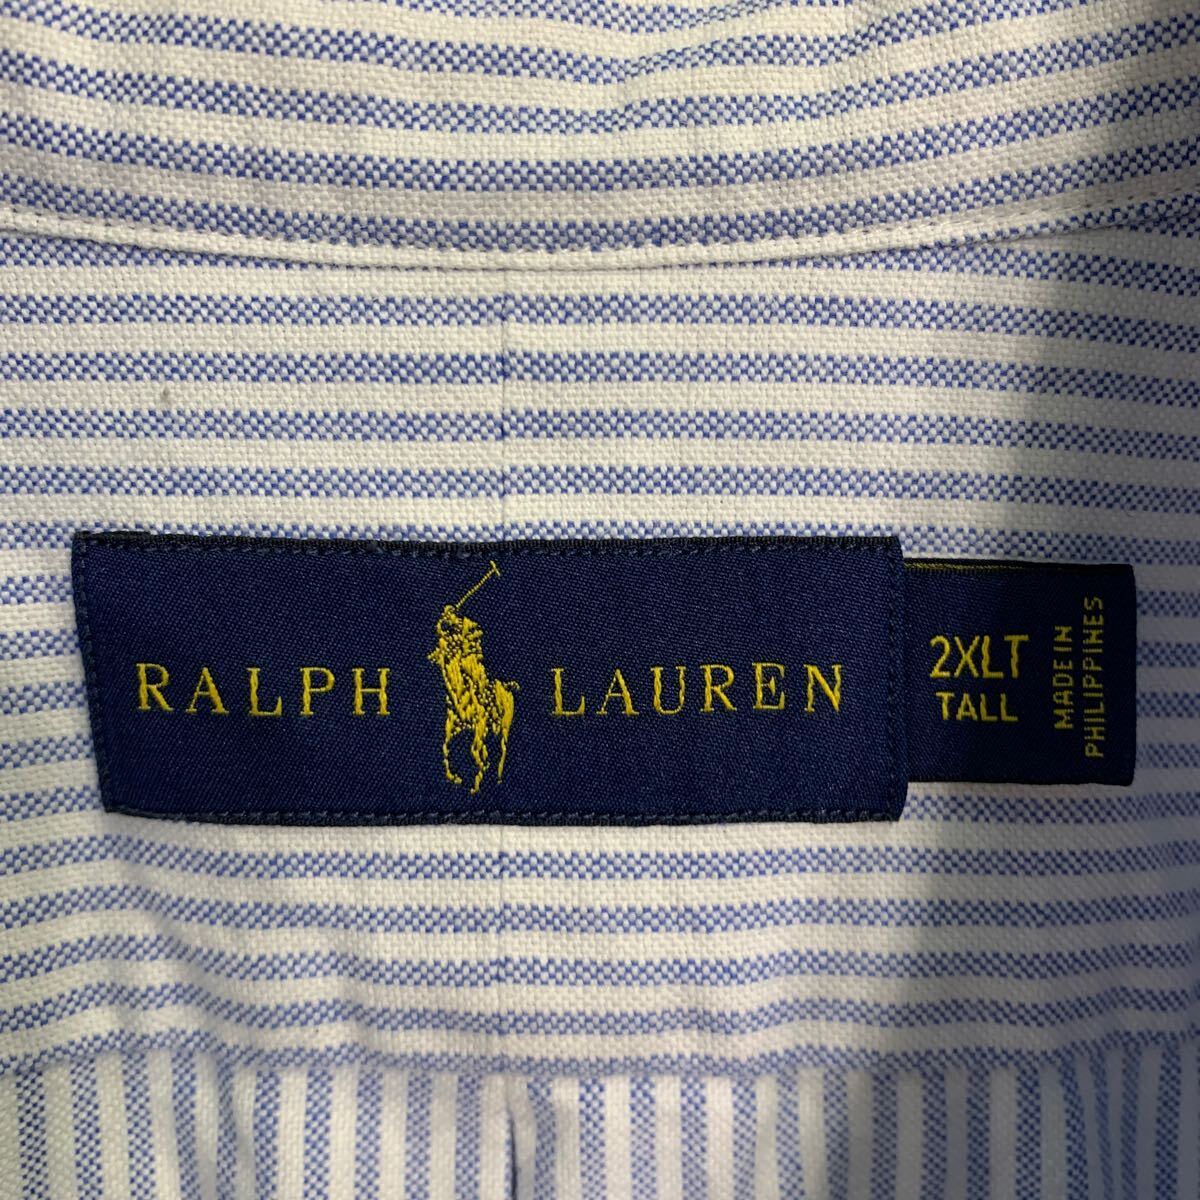 RALPH LAUREN
2XLT
TALL
MADE IN
PHILIPPINES